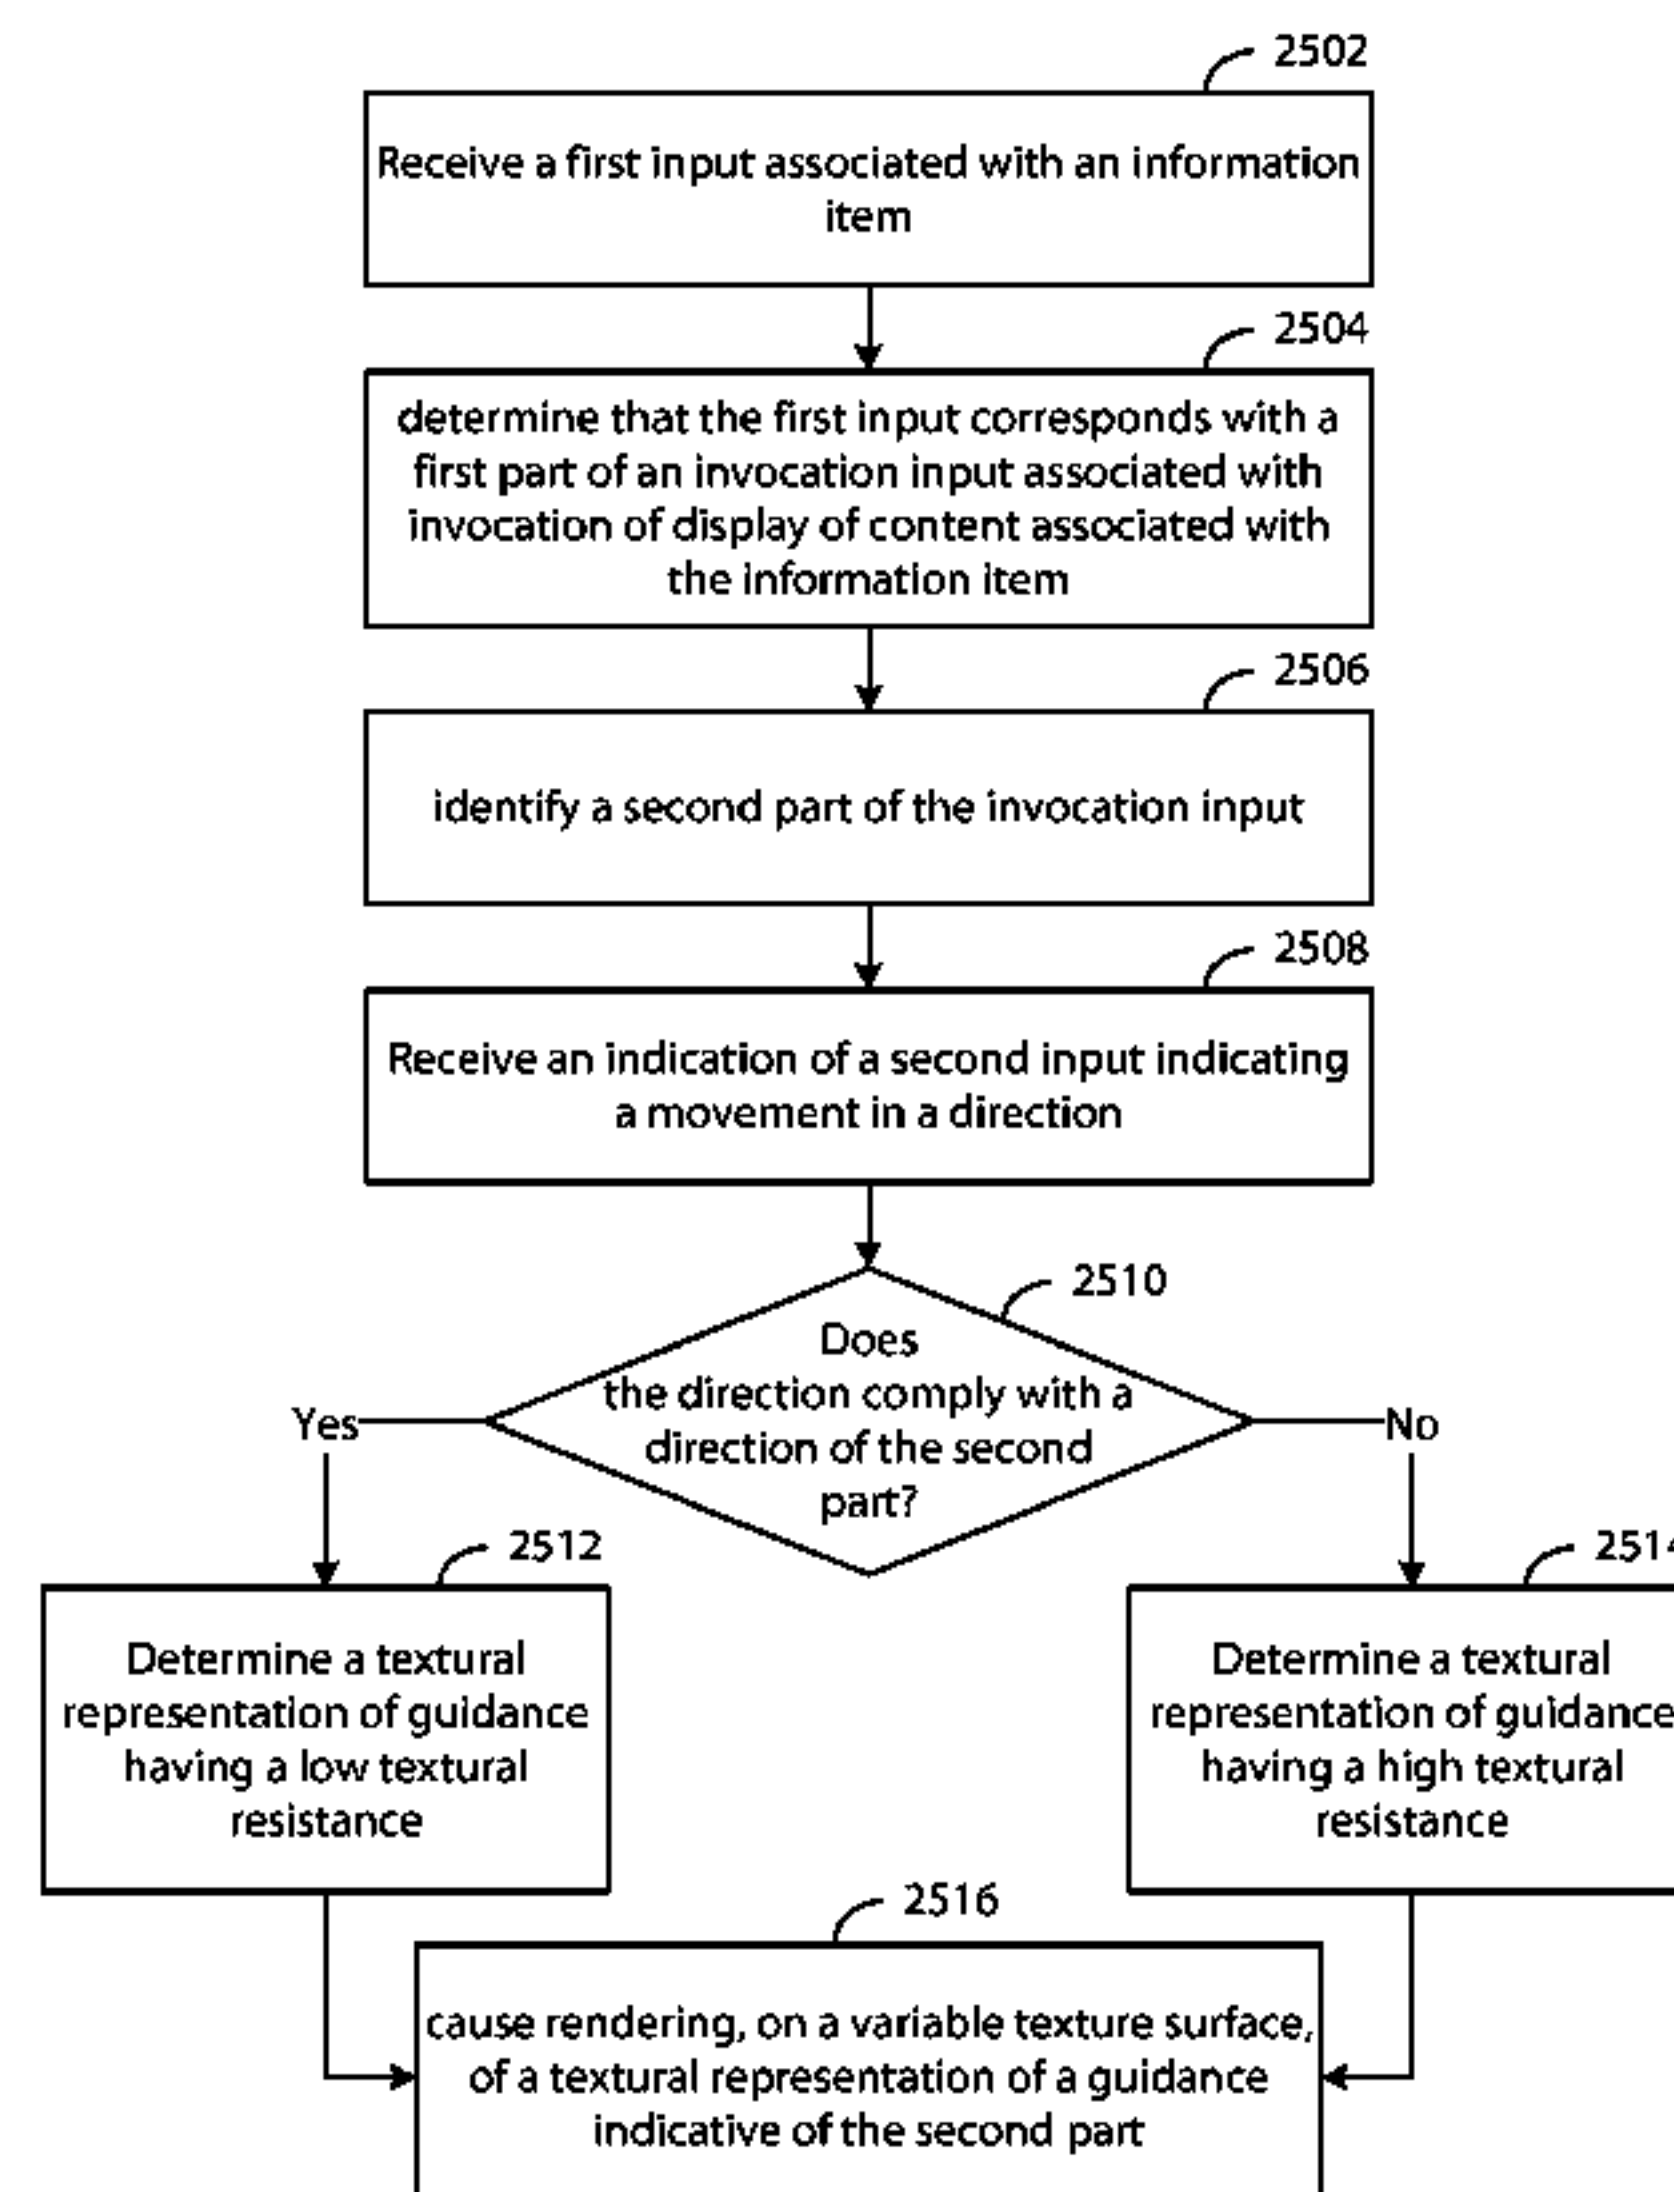 2502
Receive a first input associated with an information
item
2504
determine that the first input corresponds with a
first part of an invocation input associated with
invocation of display of content associated with
the information item
2506
identify a second part of the invocation input
2508
Receive an indication of a second input indicating
a movement in a direction
2510
Does
the direction comply with a
direction of the second
part?
Yes
No
2512
Determine a textural
representation of guidance
having a low textural
resistance
2514
Determine a textural
representation of guidance
having a high textural
resistance
2516
cause rendering, on a variable texture surface,
of a textural representation of a guidance
indicative of the second part